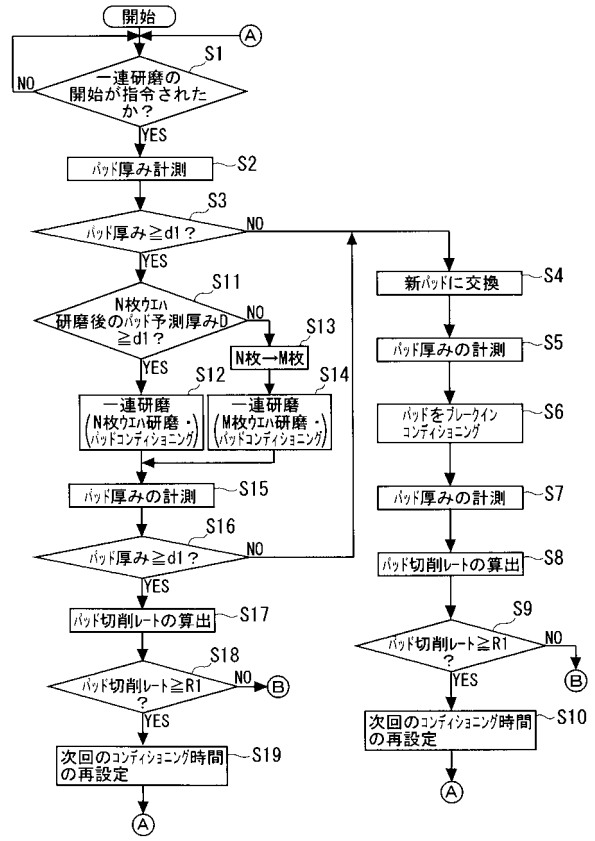 開始
A
S1
一連研磨の
開始が指令された
か？
NO
YES
S2
パッド厚み計測
S3
パッド厚み≧d1？
NO
YES
S11
N枚ウエハ
研磨後のパッド予測厚みD
≧d1？
NO
YES
S13
N枚→M枚
S12
一連研磨
(N枚ウエハ研磨・
パッドコンディショニング)
S14
一連研磨
(M枚ウエハ研磨・
パッドコンディショニング)
S15
パッド厚みの計測
S16
パッド厚み≧d1？
NO
YES
S17
パッド切削レートの算出
S18
パッド切削レート≧R1
？
NO
B
YES
S19
次回のコンディショニング時間
の再設定
A
S4
新パッドに交換
S5
パッド厚みの計測
S6
パッドをブレークイン
コンディショニング
S7
パッド厚みの計測
S8
パッド切削レートの算出
S9
パッド切削レート≧R1
？
NO
B
YES
S10
次回のコンディショニング時間
の再設定
A